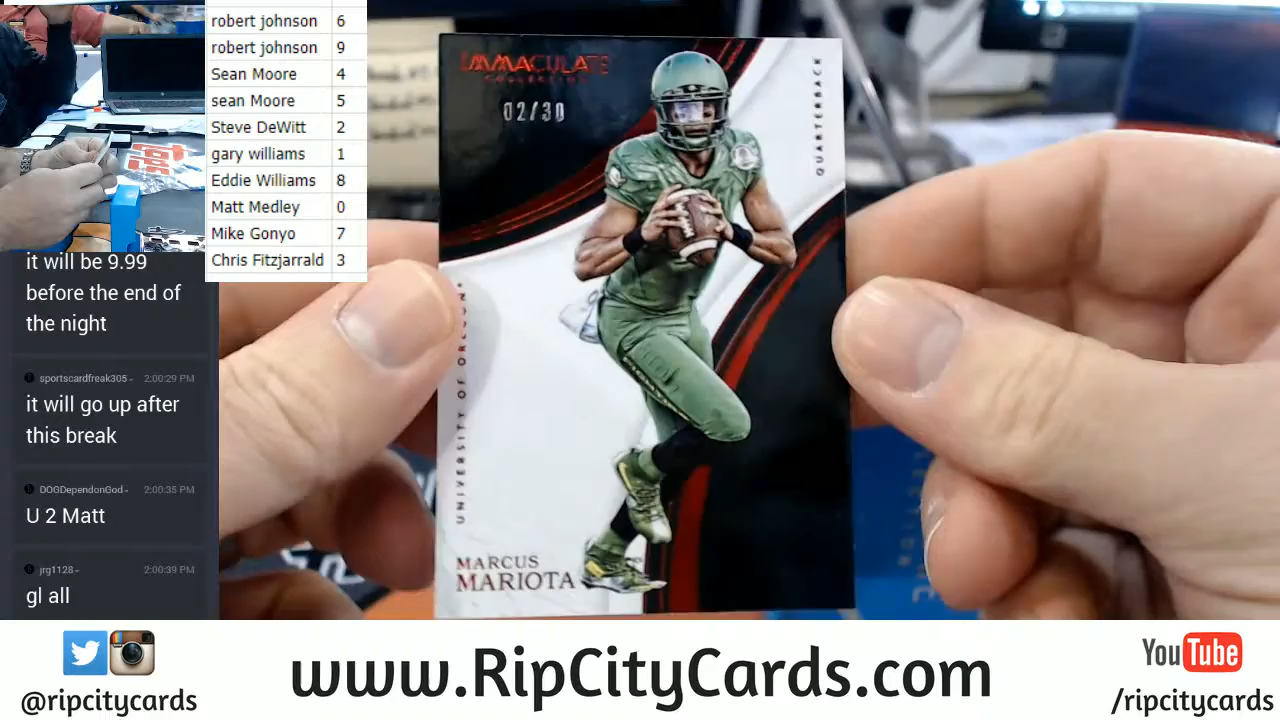 robert johnson 6
robert johnson 9
Sean Moore 4
sean Moore 5
Steve DeWitt 2
gary williams 1
Eddie Williams 8
Matt Medley 0
Mike Gonyo 7
Chris Fitzjarrald 3
it will be 9.99
before the end of
the night
sportscardfreak305 2:00:29 PM
it will go up after
this break
DOGDependonGod 2:00:35 PM
U 2 Matt
jrg1128 2:00:39 PM
gl all
IMMACULATE
COLLECTION
02/30
QUARTERBACK
UNIVERSITY OF OREGON
MARCUS
MARIOTA
@ripcitycards
www.RipCityCards.com
YouTube
/ripcitycards